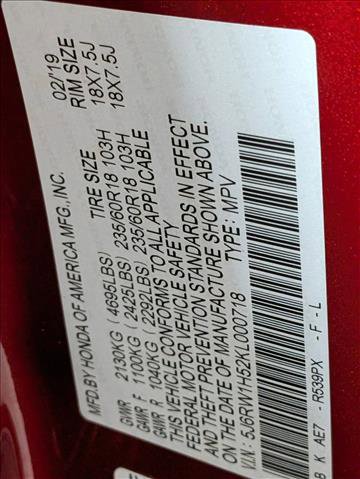 MFD.BY HONDA OF AMERICA MFG., INC. 02/'19
TIRE SIZE RIM SIZE
GVWR 2130KG (4695LBS)
GAWR F 1100KG (2425LBS) 235/60R18 103H 18X7.5J
GAWR R 1040KG (2292LBS) 235/60R18 103H 18X7.5J
THIS VEHICLE CONFORMS TO ALL APPLICABLE
FEDERAL MOTOR VEHICLE SAFETY
AND THEFT PREVENTION STANDARDS IN EFFECT
ON THE DATE OF MANUFACTURE SHOWN ABOVE.
V.I.N.: 5J6RW1H52KL000718 TYPE: MPV
K AE7 - R539PX - F - L